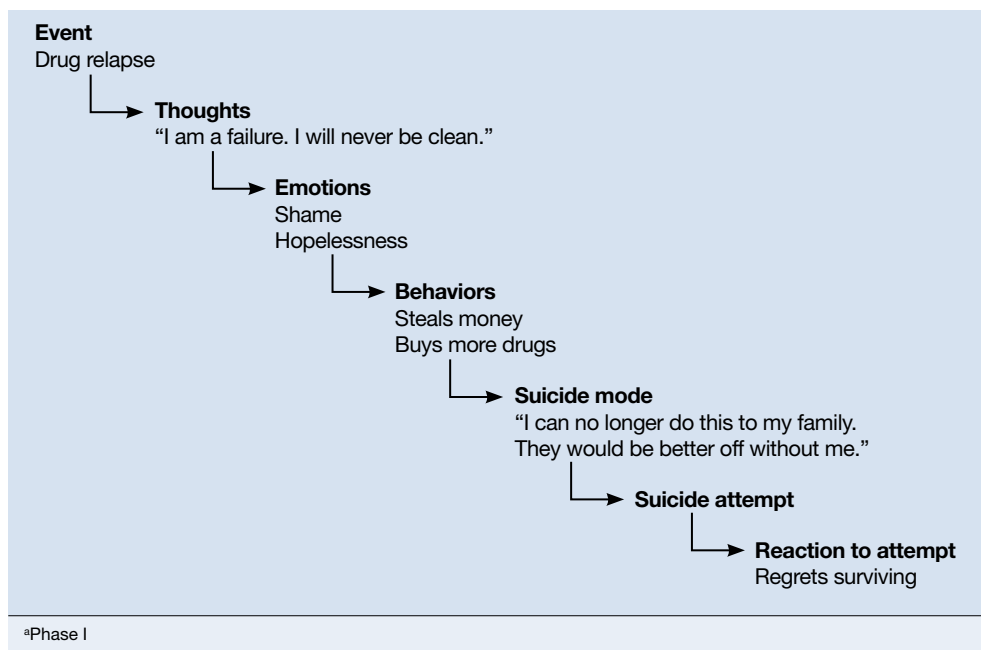 Event
Drug relapse
Thoughts
“I am a failure. I will never be clean.”
Emotions
Shame
Hopelessness
Behaviors
Steals money
Buys more drugs
Suicide mode
“I can no longer do this to my family.
They would be better off without me.”
Suicide attempt
Reaction to attempt
Regrets surviving
ᵃPhase I